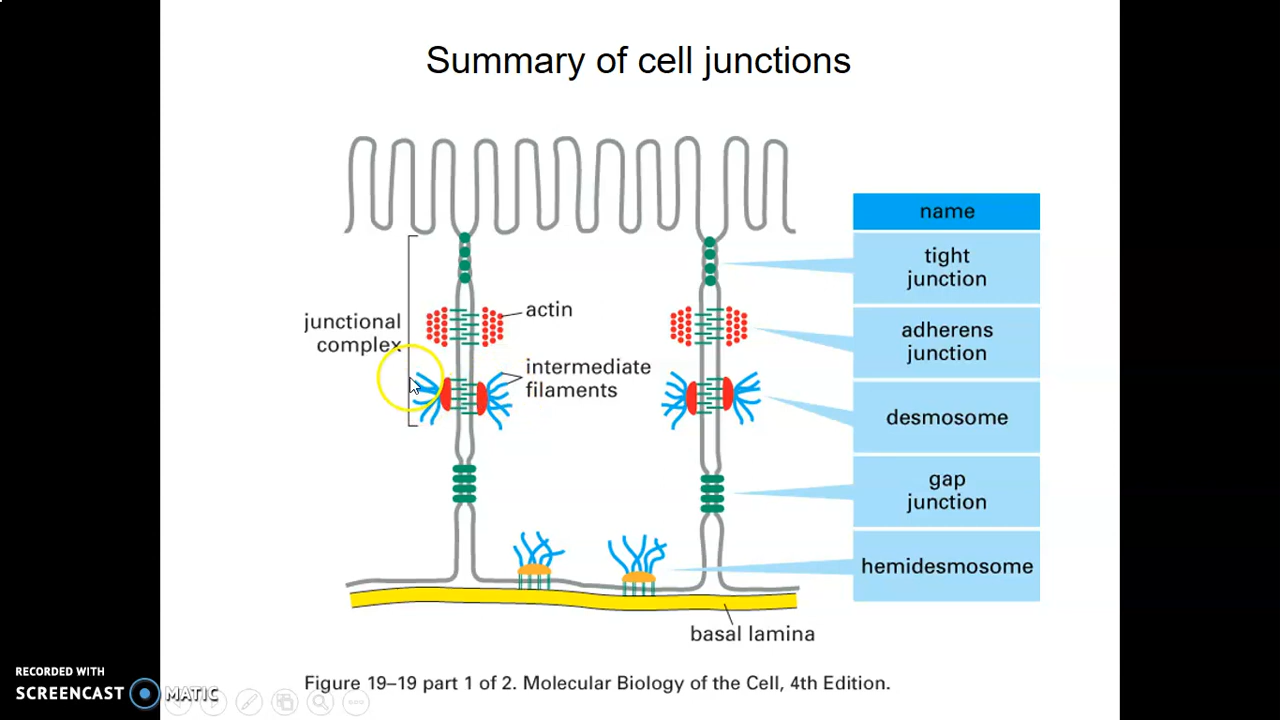 Summary of cell junctions
name
tight
junction
actin
junctional
complex
adherens
junction
intermediate
filaments
desmosome
gap
junction
hemidesmosome
basal lamina
Figure 19–19 part 1 of 2. Molecular Biology of the Cell, 4th Edition.
RECORDED WITH
SCREENCAST MATIC